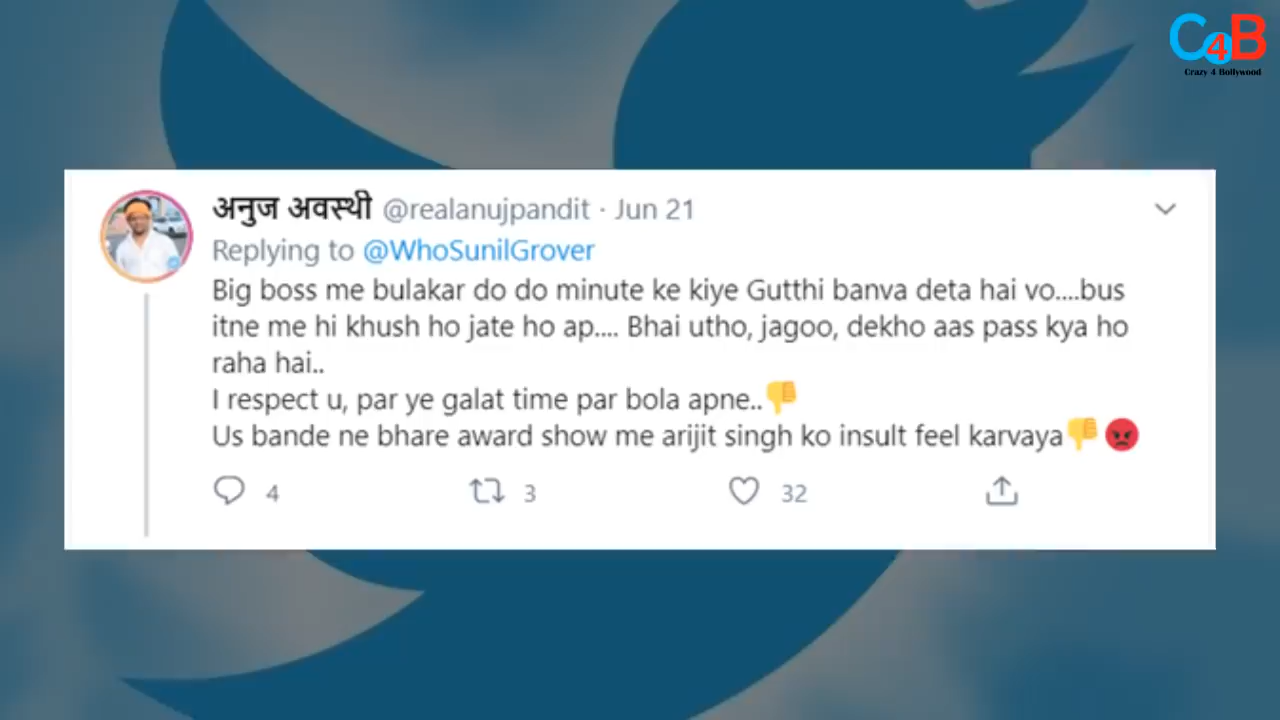 C4B
Crazy 4 Bollywood
अनुज अवस्थी @realanujpandit · Jun 21
Replying to @WhoSunilGrover
Big boss me bulakar do do minute ke kiye Gutthi banva deta hai vo....bus
itne me hi khush ho jate ho ap.... Bhai utho, jagoo, dekho aas pass kya ho
raha hai..
I respect u, par ye galat time par bola apne..👎
Us bande ne bhare award show me arijit singh ko insult feel karvaya👎😡
4 3 32